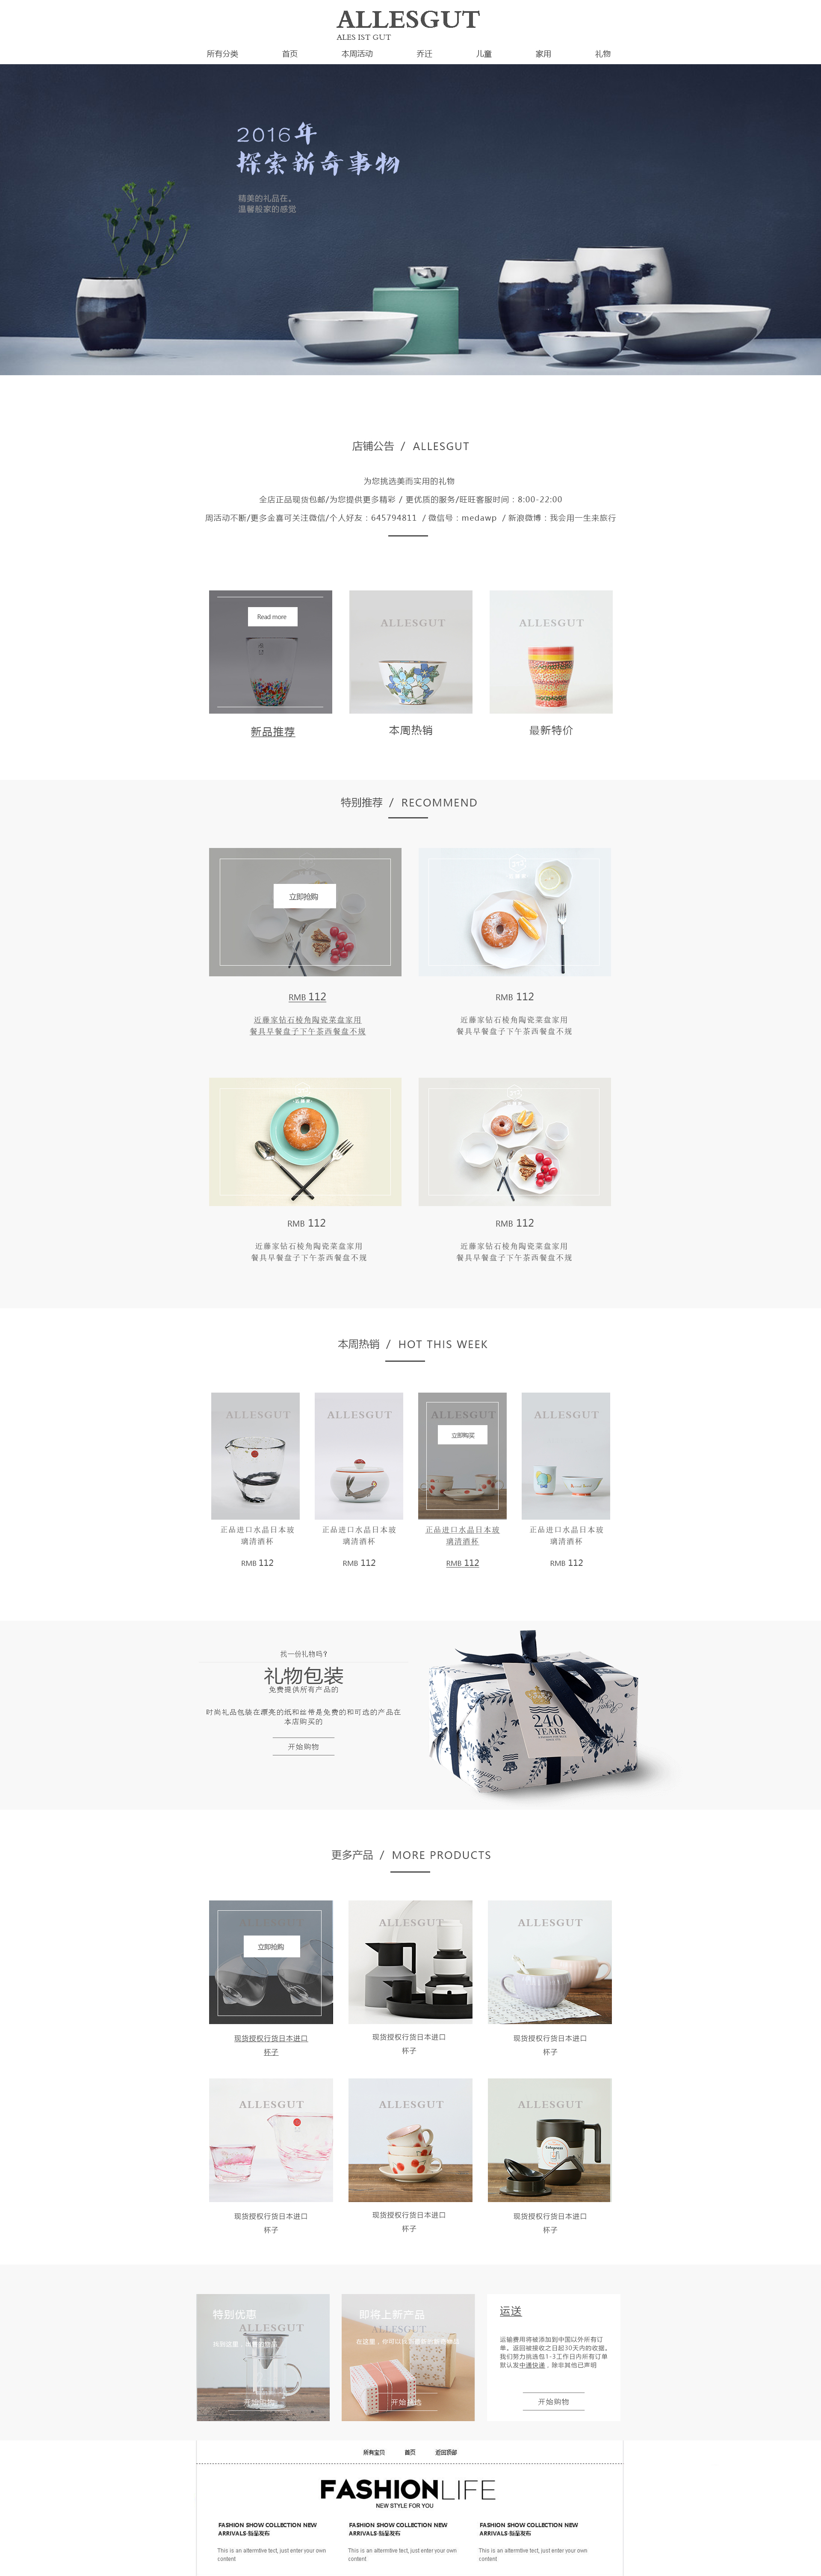 ALLESGUT
ALES IST GUT
所有分类 首页 本周活动 乔迁 儿童 家用 礼物
2016年
探索新奇事物
精美的礼品在。
温馨般家的感觉
店铺公告 / ALLESGUT
为您挑选美而实用的礼物
全店正品现货包邮/为您提供更多精彩 / 更优质的服务/旺旺客服时间：8:00-22:00
周活动不断/更多金喜可关注微信/个人好友：645794811 / 微信号：medawp / 新浪微博：我会用一生来旅行
Read more
ALLESGUT
ALLESGUT
新品推荐
本周热销
最新特价
特别推荐 / RECOMMEND
立即抢购
RMB 112
RMB 112
近藤家钻石棱角陶瓷菜盘家用
餐具早餐盘子下午茶西餐盘不规
近藤家钻石棱角陶瓷菜盘家用
餐具早餐盘子下午茶西餐盘不规
RMB 112
RMB 112
近藤家钻石棱角陶瓷菜盘家用
餐具早餐盘子下午茶西餐盘不规
近藤家钻石棱角陶瓷菜盘家用
餐具早餐盘子下午茶西餐盘不规
本周热销 / HOT THIS WEEK
ALLESGUT
ALLESGUT
ALLESGUT
ALLESGUT
立即购买
正品进口水晶日本玻
璃清酒杯
正品进口水晶日本玻
璃清酒杯
正品进口水晶日本玻
璃清酒杯
正品进口水晶日本玻
璃清酒杯
RMB 112
RMB 112
RMB 112
RMB 112
找一份礼物吗?
礼物包装
免费提供所有产品的
时尚礼品包装在漂亮的纸和丝带是免费的和可选的产品在
本店购买的
开始购物
240
YEARS
更多产品 / MORE PRODUCTS
ALLESGUT
立即抢购
ALLESGUT
ALLESGUT
现货授权行货日本进口
杯子
现货授权行货日本进口
杯子
现货授权行货日本进口
杯子
ALLESGUT
ALLESGUT
ALLESGUT
现货授权行货日本进口
杯子
现货授权行货日本进口
杯子
现货授权行货日本进口
杯子
特别优惠
ALLESGUT
开始购物
即将上新产品
ALLESGUT
运送
运输费用将被添加到中国以外所有订
单。返回被接收之日起30天内的收据。
我们努力挑选包1-3工作日内所有订单
默认发中通快递，除非其他已声明
开始购物
所有宝贝 首页 返回顶部
FASHIONLIFE
NEW STYLE FOR YOU
FASHION SHOW COLLECTION NEW
ARRIVALS·当品发布
FASHION SHOW COLLECTION NEW
ARRIVALS·当品发布
FASHION SHOW COLLECTION NEW
ARRIVALS·当品发布
This is an alterntive tect, just enter your own
content
This is an alterntive tect, just enter your own
content
This is an alterntive tect, just enter your own
content